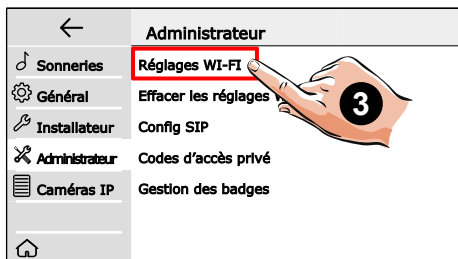 Administrateur
Sonneries
Réglages WI-FI
Général
Effacer les réglages
3
Installateur
Config SIP
Administrateur
Codes d'accès privé
Caméras IP
Gestion des badges